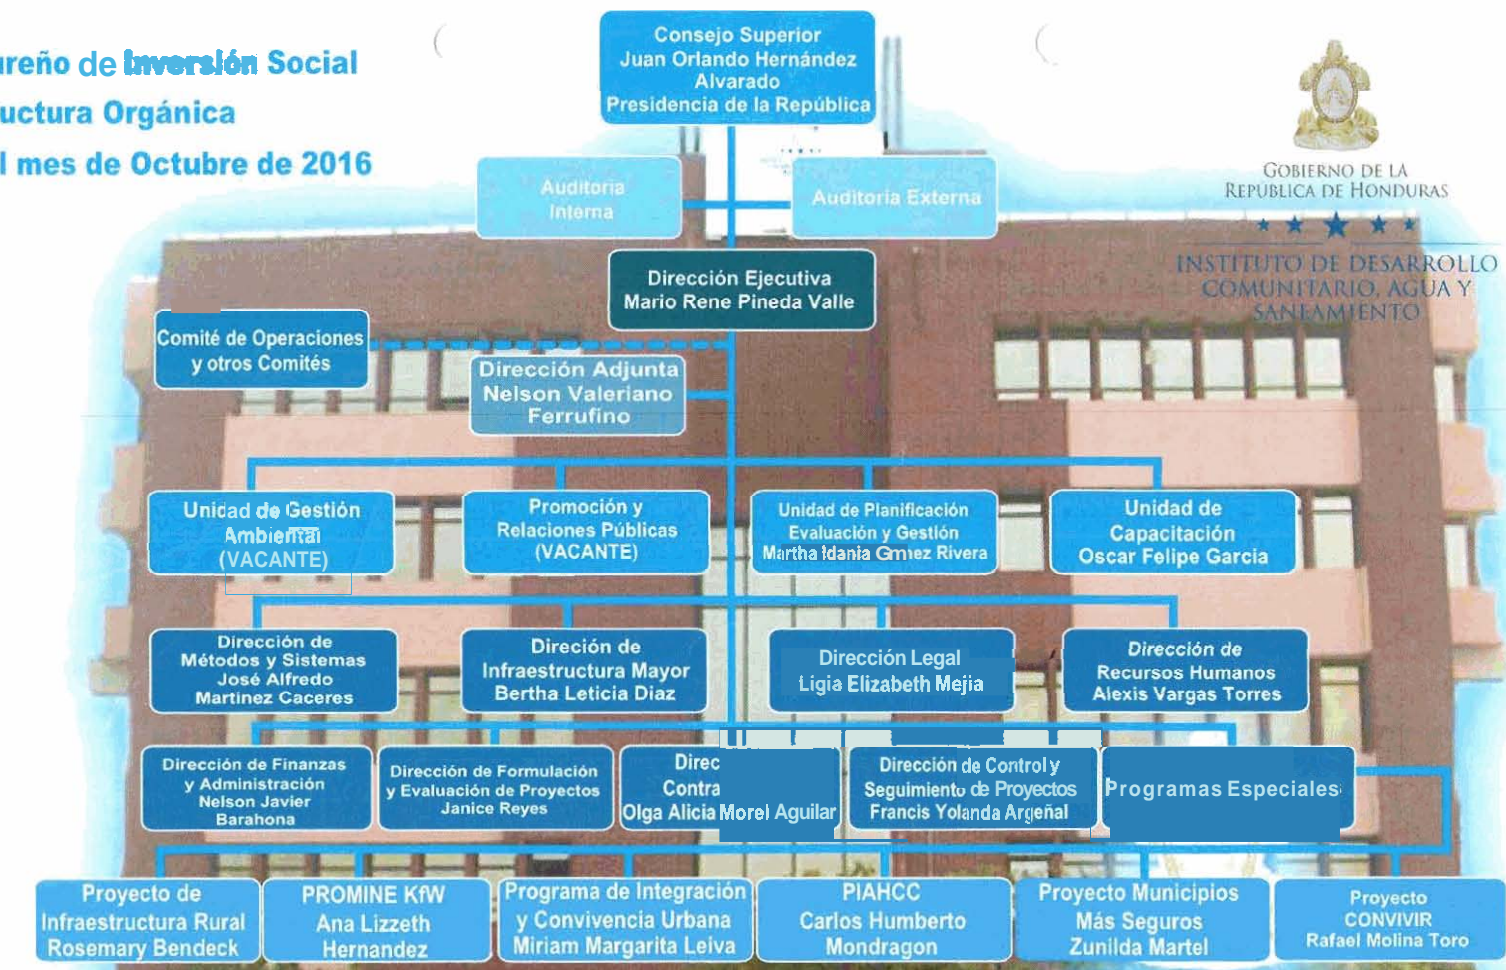 ureño de Inversión Social
uctura Orgánica
l mes de Octubre de 2016
Consejo Superior
Juan Orlando Hernández
Alvarado
Presidencia de la República
GOBIERNO DE LA
REPÚBLICA DE HONDURAS
INSTITUTO DE DESARROLLO
COMUNITARIO, AGUA Y
SANEAMIENTO
Auditoria
Interna
Auditoria Externa
Dirección Ejecutiva
Mario Rene Pineda Valle
Comité de Operaciones
y otros Comités
Dirección Adjunta
Nelson Valeriano
Ferrufino
Unidad de Gestión
Ambiental
(VACANTE)
Promoción y
Relaciones Públicas
(VACANTE)
Unidad de Planificación
Evaluación y Gestión
Martha Idania Rivera
Unidad de
Capacitación
Oscar Felipe Garcia
Dirección de
Métodos y Sistemas
José Alfredo
Martinez Caceres
Direción de
Infraestructura Mayor
Bertha Leticia Diaz
Dirección Legal
Ligia Elizabeth Mejia
Dirección de
Recursos Humanos
Alexis Vargas Torres
Dirección de Finanzas
y Administración
Nelson Javier
Barahona
Dirección de Formulación
y Evaluación de Proyectos
Janice Reyes
Direc
Contra
Olga Alicia Morel Aguilar
Dirección de Control y
Seguimiento de Proyectos
Francis Yolanda Argeñal
Programas Especiales
Proyecto de
Infraestructura Rural
Rosemary Bendeck
PROMINE KfW
Ana Lizzeth
Hernandez
Programa de Integración
y Convivencia Urbana
Miriam Margarita Leiva
PIAHCC
Carlos Humberto
Mondragon
Proyecto Municipios
Más Seguros
Zunilda Martel
Proyecto
CONVIVIR
Rafael Molina Toro